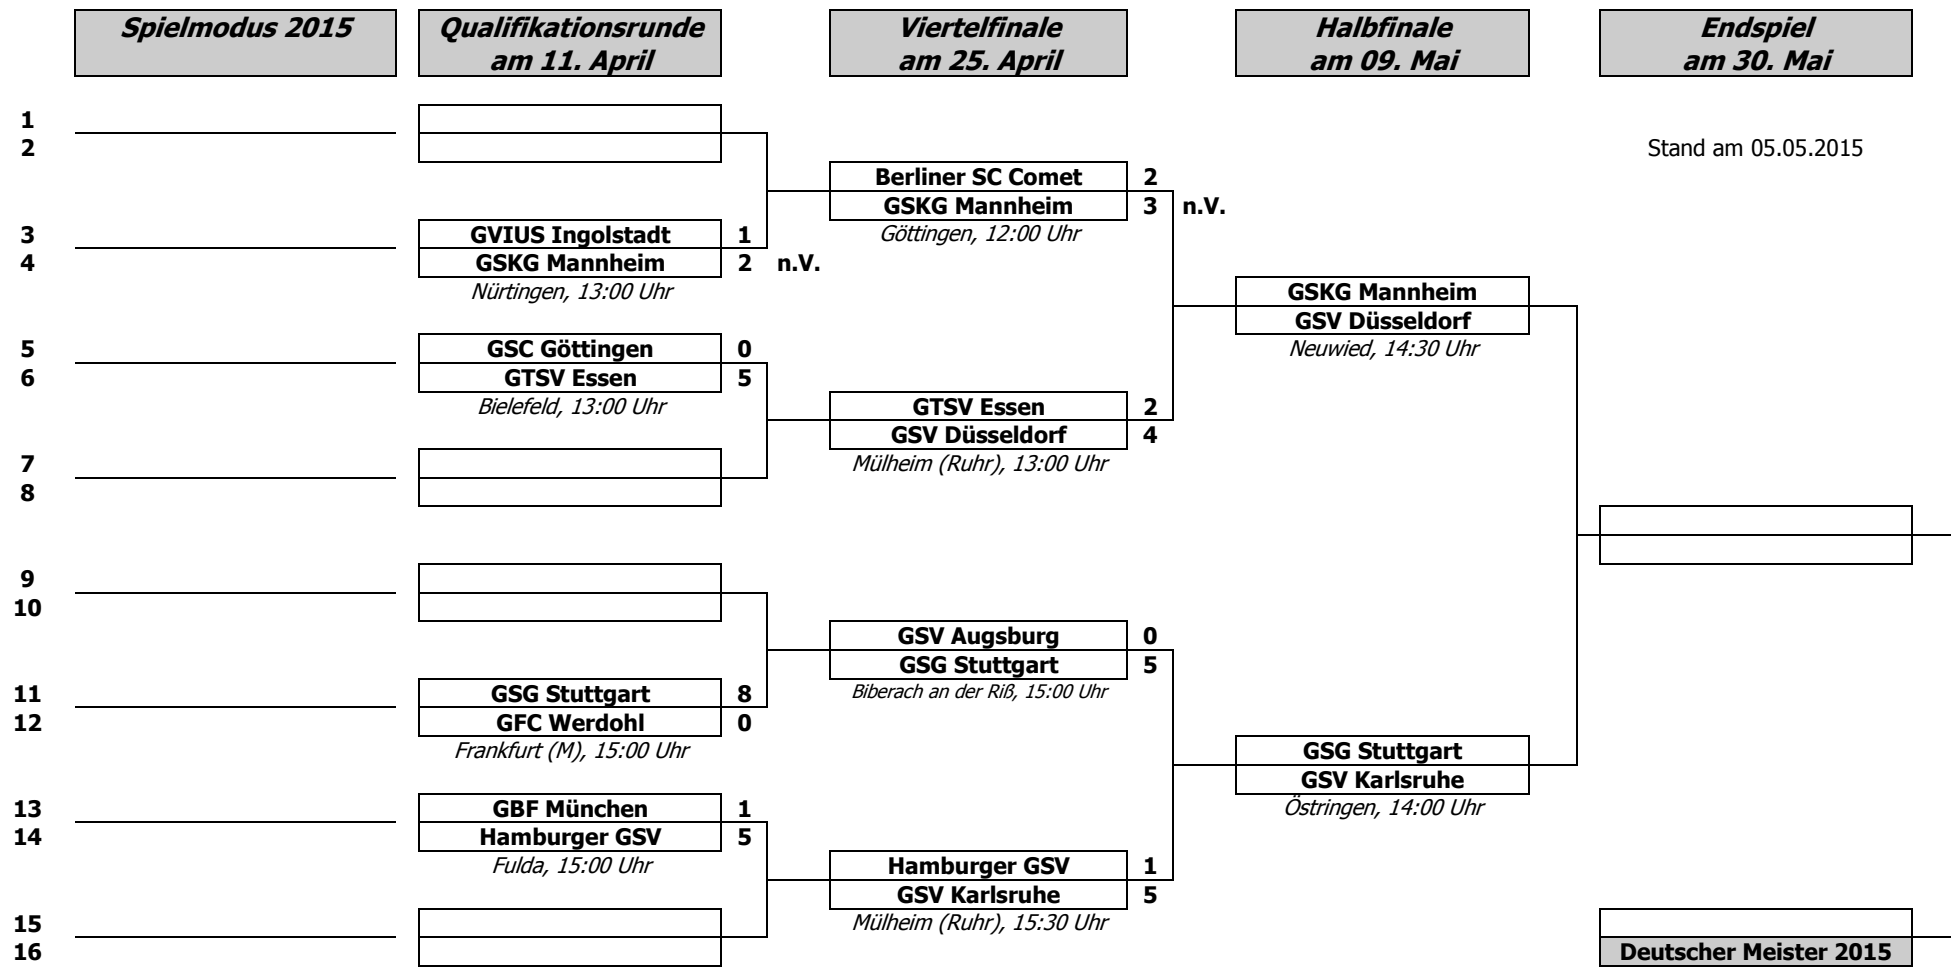 Spielmodus 2015
Qualifikationsrunde
am 11. April
Viertelfinale
am 25. April
Halbfinale
am 09. Mai
Endspiel
am 30. Mai
Stand am 05.05.2015
1
2
3
4
5
6
7
8
9
10
11
12
13
14
15
16
GVIUS Ingolstadt 1
GSKG Mannheim 2 n.V.
Nürtingen, 13:00 Uhr
GSC Göttingen 0
GTSV Essen 5
Bielefeld, 13:00 Uhr
GSG Stuttgart 8
GFC Werdohl 0
Frankfurt (M), 15:00 Uhr
GBF München 1
Hamburger GSV 5
Fulda, 15:00 Uhr
Berliner SC Comet 2
GSKG Mannheim 3 n.V.
Göttingen, 12:00 Uhr
GTSV Essen 2
GSV Düsseldorf 4
Mülheim (Ruhr), 13:00 Uhr
GSV Augsburg 0
GSG Stuttgart 5
Biberach an der Riß, 15:00 Uhr
Hamburger GSV 1
GSV Karlsruhe 5
Mülheim (Ruhr), 15:30 Uhr
GSKG Mannheim
GSV Düsseldorf
Neuwied, 14:30 Uhr
GSG Stuttgart
GSV Karlsruhe
Östringen, 14:00 Uhr
Deutscher Meister 2015